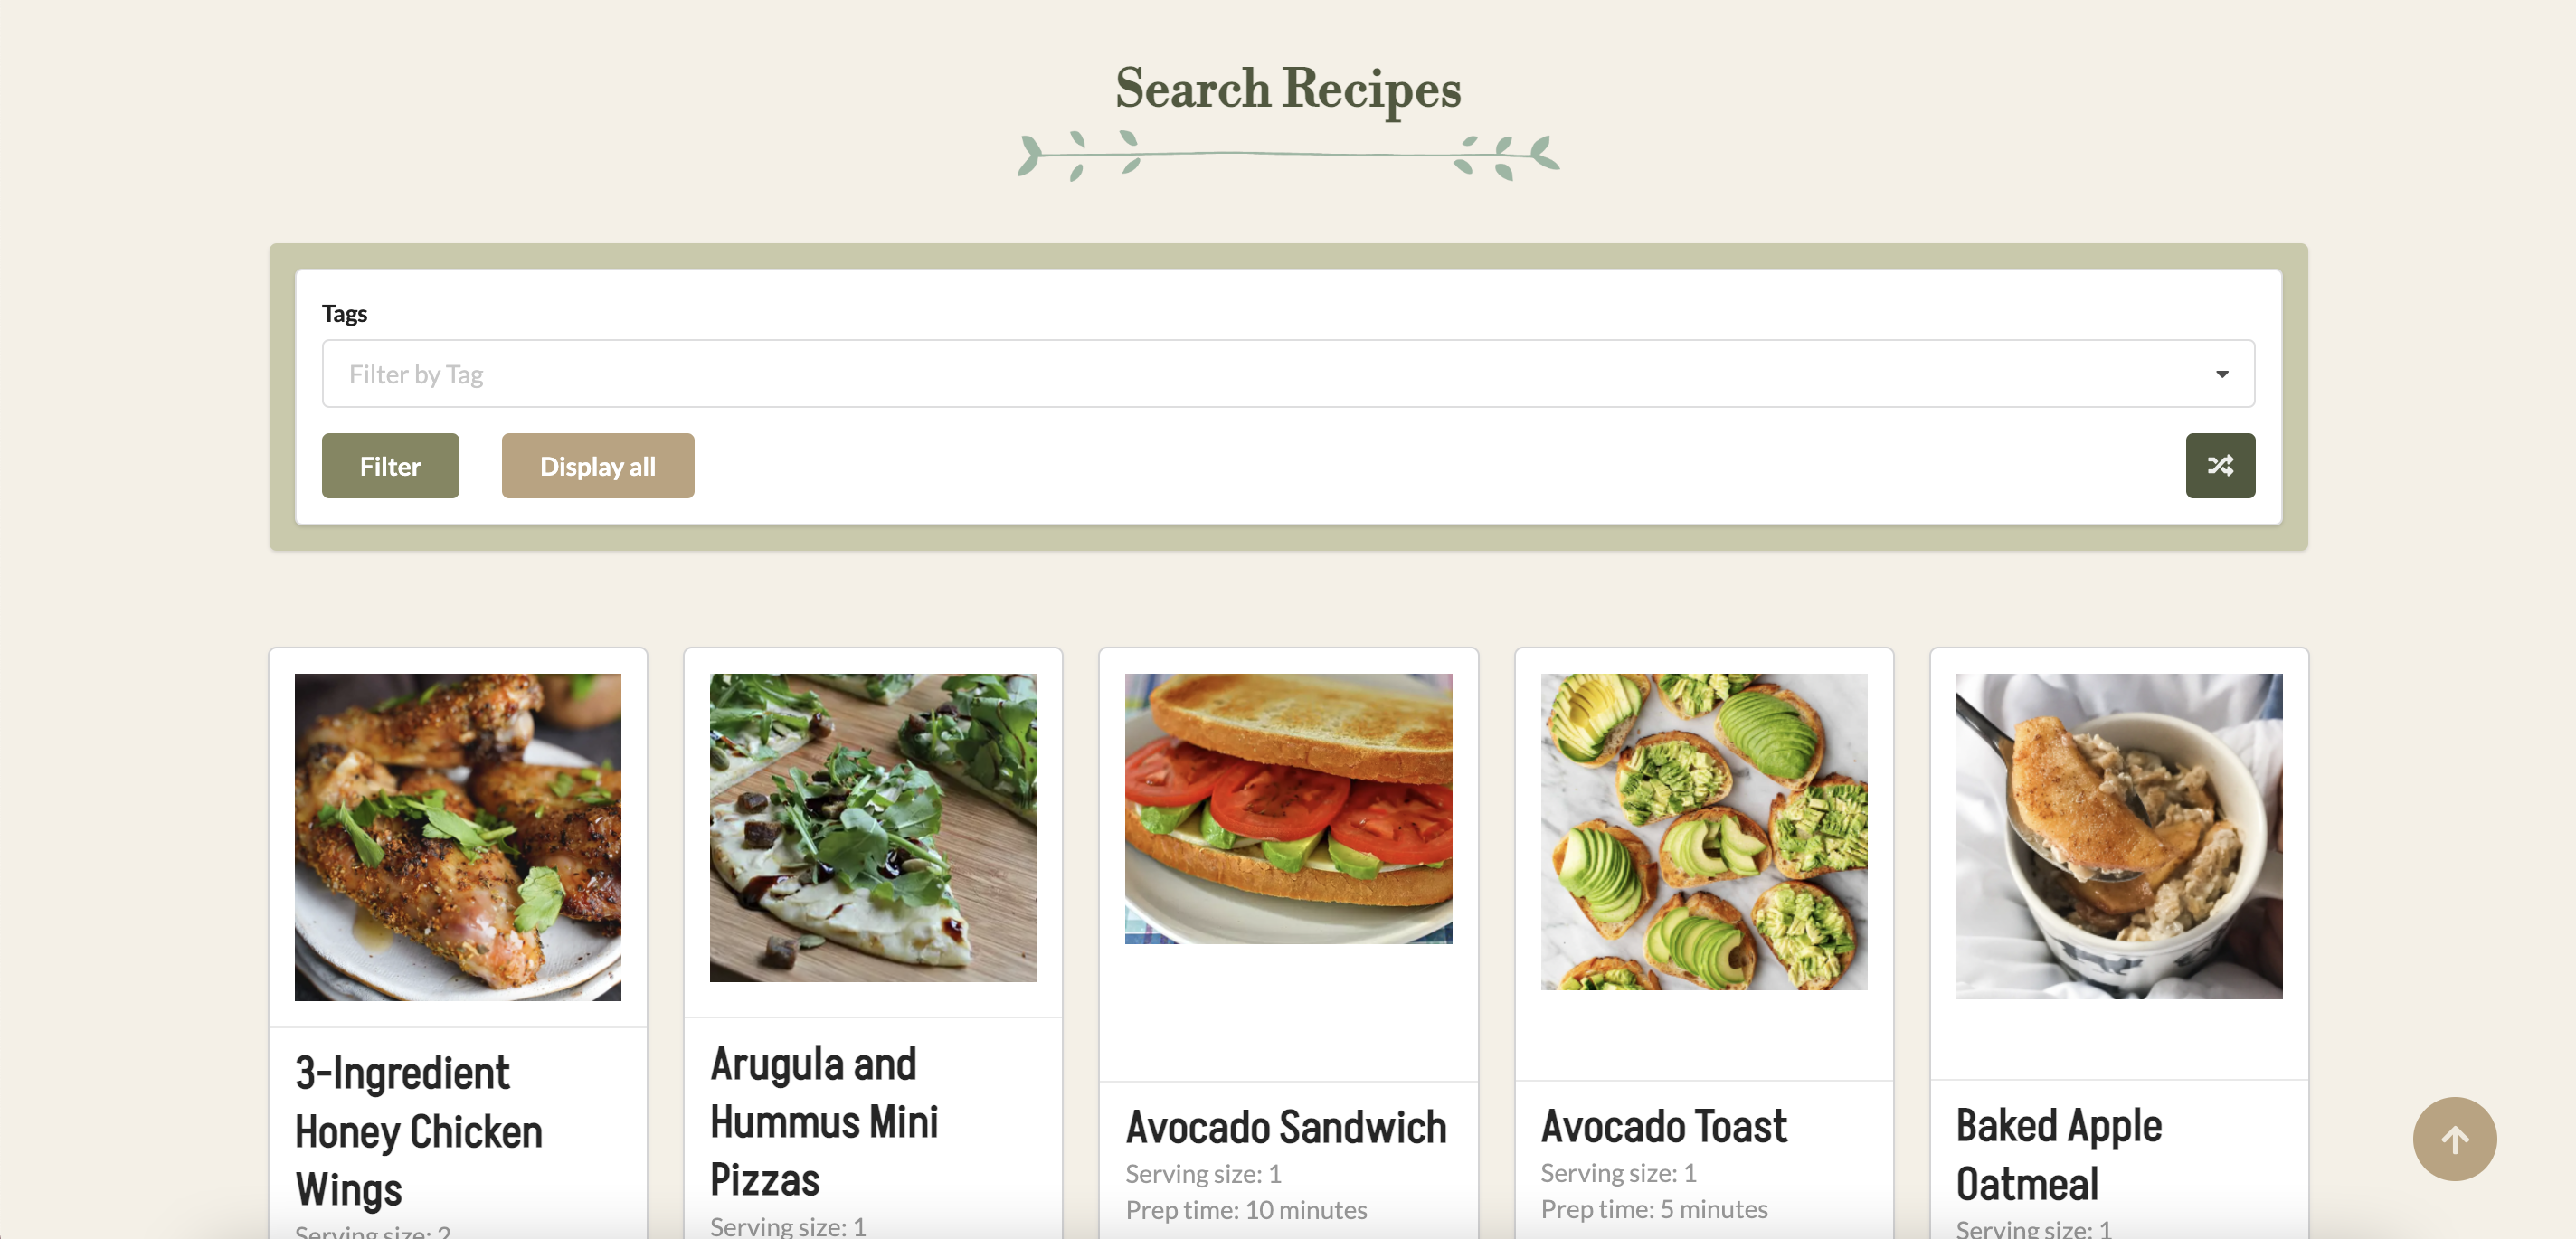 Search Recipes
Tags
Filter by Tag
Filter
Display all
3-Ingredient
Honey Chicken
Wings
Serving size: 2
Arugula and
Hummus Mini
Pizzas
Serving size: 1
Avocado Sandwich
Serving size: 1
Prep time: 10 minutes
Avocado Toast
Serving size: 1
Prep time: 5 minutes
Baked Apple
Oatmeal
Serving size: 1